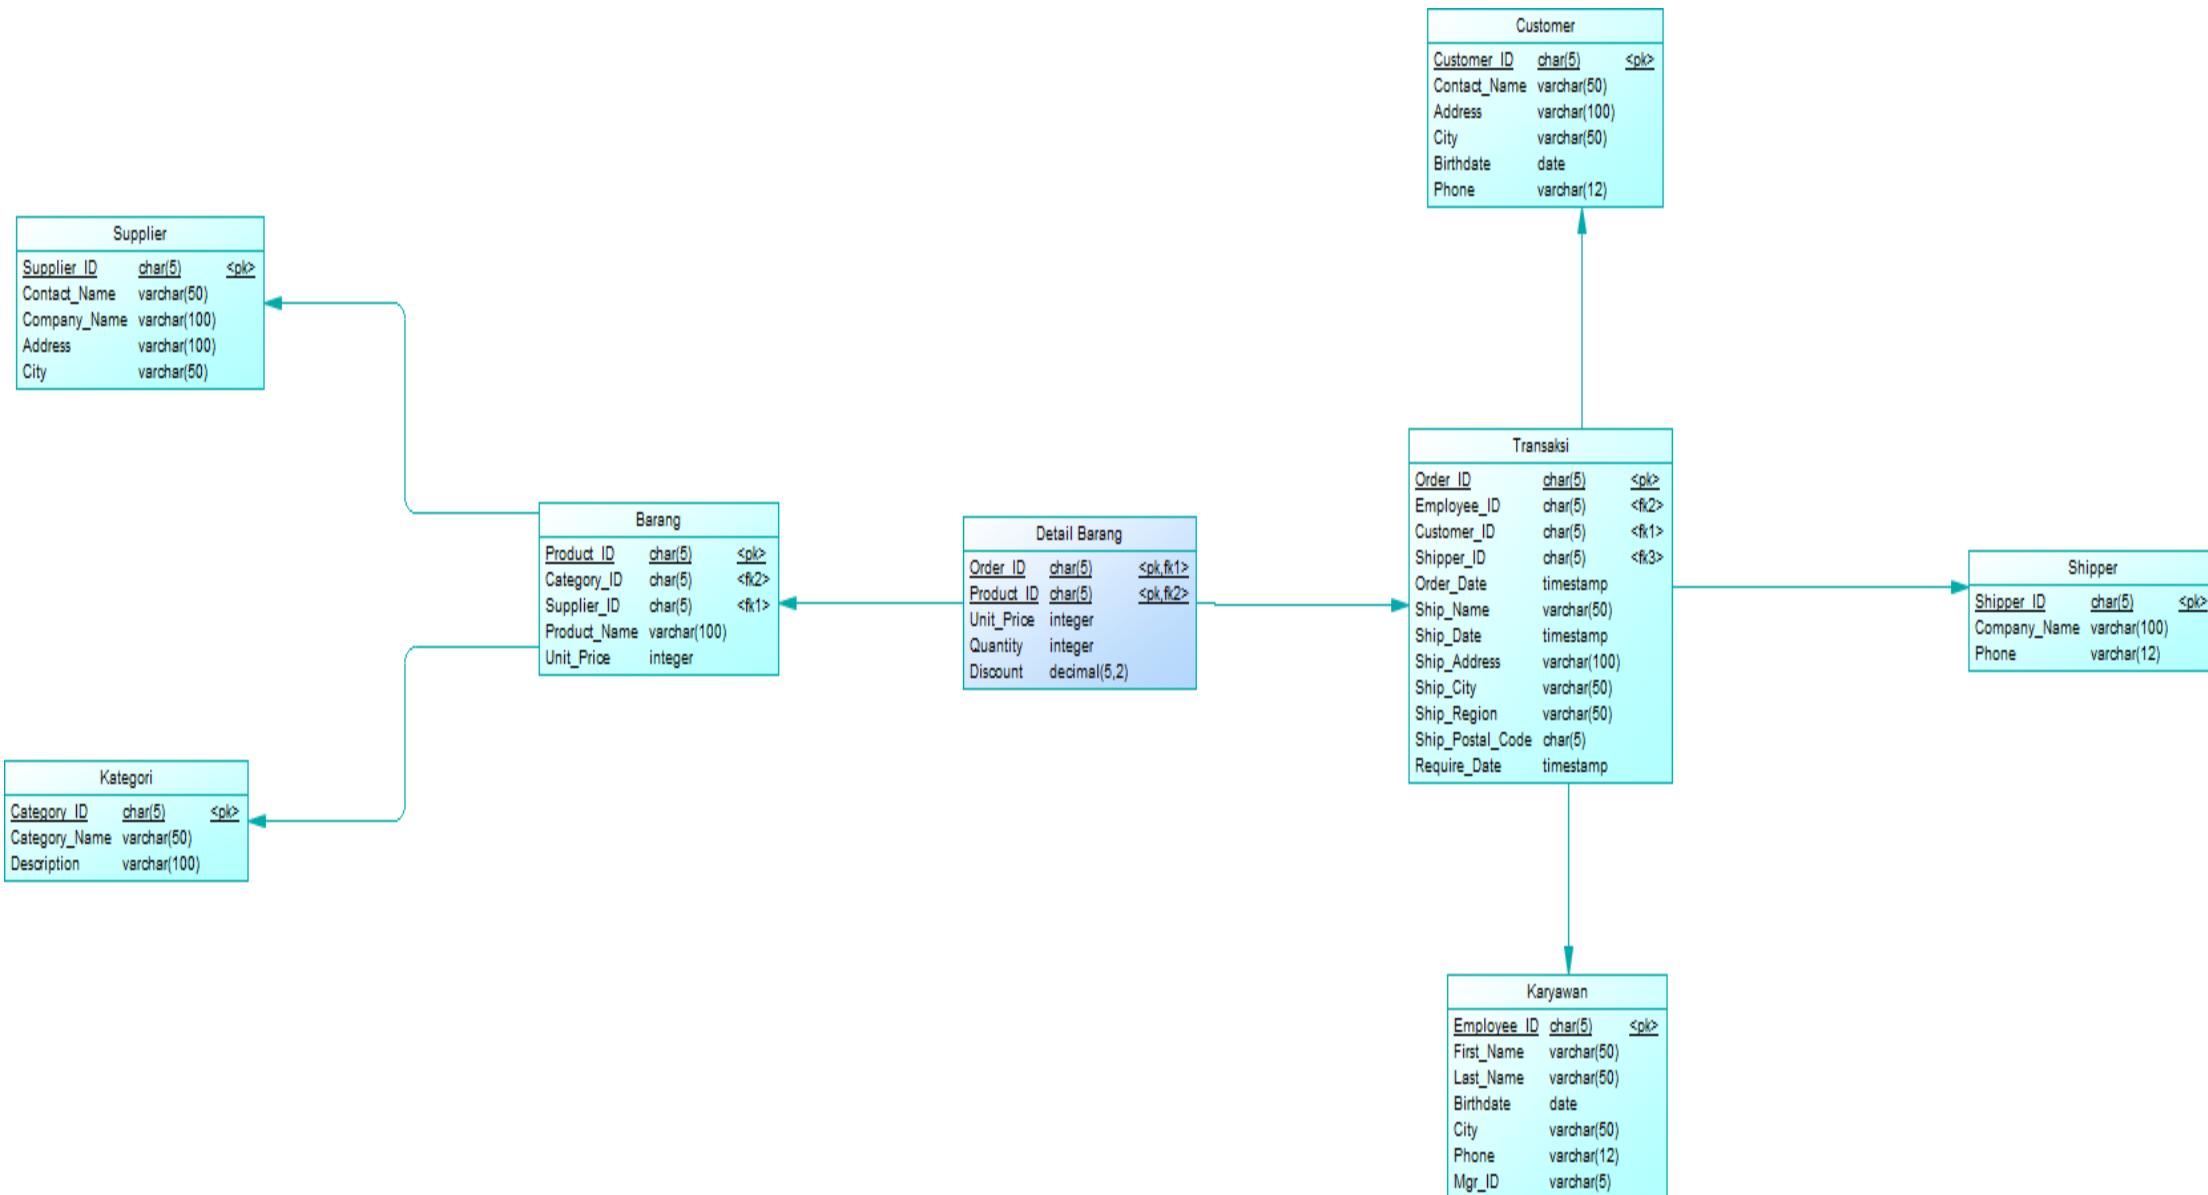 Customer
Customer_ID char(5) <pk>
Contact_Name varchar(50)
Address varchar(100)
City varchar(50)
Birthdate date
Phone varchar(12)
Supplier
Supplier_ID char(5) <pk>
Contact_Name varchar(50)
Company_Name varchar(100)
Address varchar(100)
City varchar(50)
Barang
Product_ID char(5) <pk>
Category_ID char(5) <fk2>
Supplier_ID char(5) <fk1>
Product_Name varchar(100)
Unit_Price integer
Detail Barang
Order_ID char(5) <pk,fk1>
Product_ID char(5) <pk,fk2>
Unit_Price integer
Quantity integer
Discount decimal(5,2)
Transaksi
Order_ID char(5) <pk>
Employee_ID char(5) <fk2>
Customer_ID char(5) <fk1>
Shipper_ID char(5) <fk3>
Order_Date timestamp
Ship_Name varchar(50)
Ship_Date timestamp
Ship_Address varchar(100)
Ship_City varchar(50)
Ship_Region varchar(50)
Ship_Postal_Code char(5)
Require_Date timestamp
Shipper
Shipper_ID char(5) <pk>
Company_Name varchar(100)
Phone varchar(12)
Kategori
Category_ID char(5) <pk>
Category_Name varchar(50)
Description varchar(100)
Karyawan
Employee_ID char(5) <pk>
First_Name varchar(50)
Last_Name varchar(50)
Birthdate date
City varchar(50)
Phone varchar(12)
Mgr_ID varchar(5)